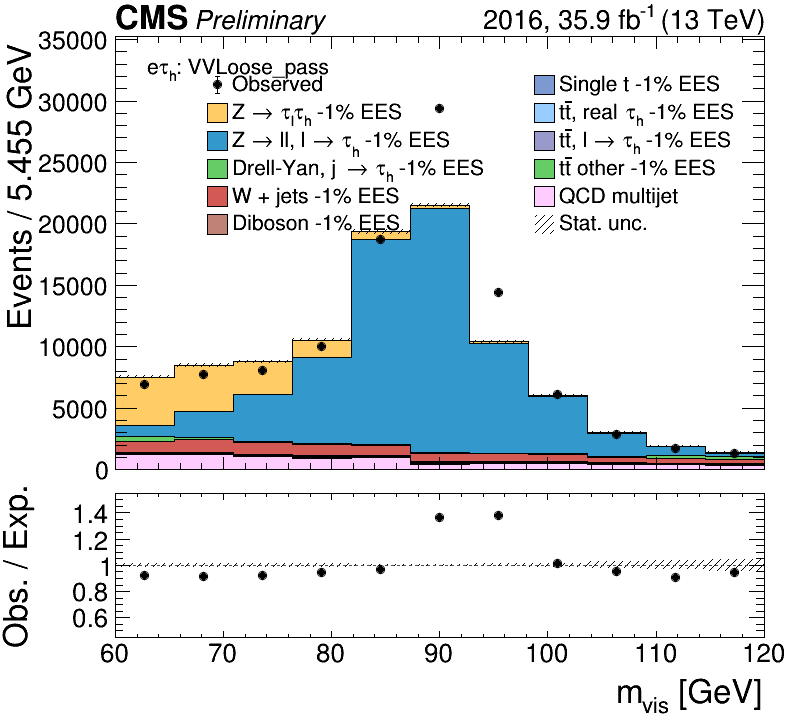 CMS Preliminary 2016, 35.9 fb⁻¹ (13 TeV)
Events / 5.455 GeV
35000
30000
25000
20000
15000
10000
5000
0
eτₕ: VVLoose_pass
Observed
Z → τₗτₕ -1% EES
Z → ll, l → τₕ -1% EES
Drell-Yan, j → τₕ -1% EES
W + jets -1% EES
Diboson -1% EES
Single t -1% EES
tt̄, real τₕ -1% EES
tt̄, l → τₕ -1% EES
tt̄ other -1% EES
QCD multijet
Stat. unc.
Obs. / Exp.
1.4
1.2
1
0.8
0.6
60 70 80 90 100 110 120
m_vis [GeV]